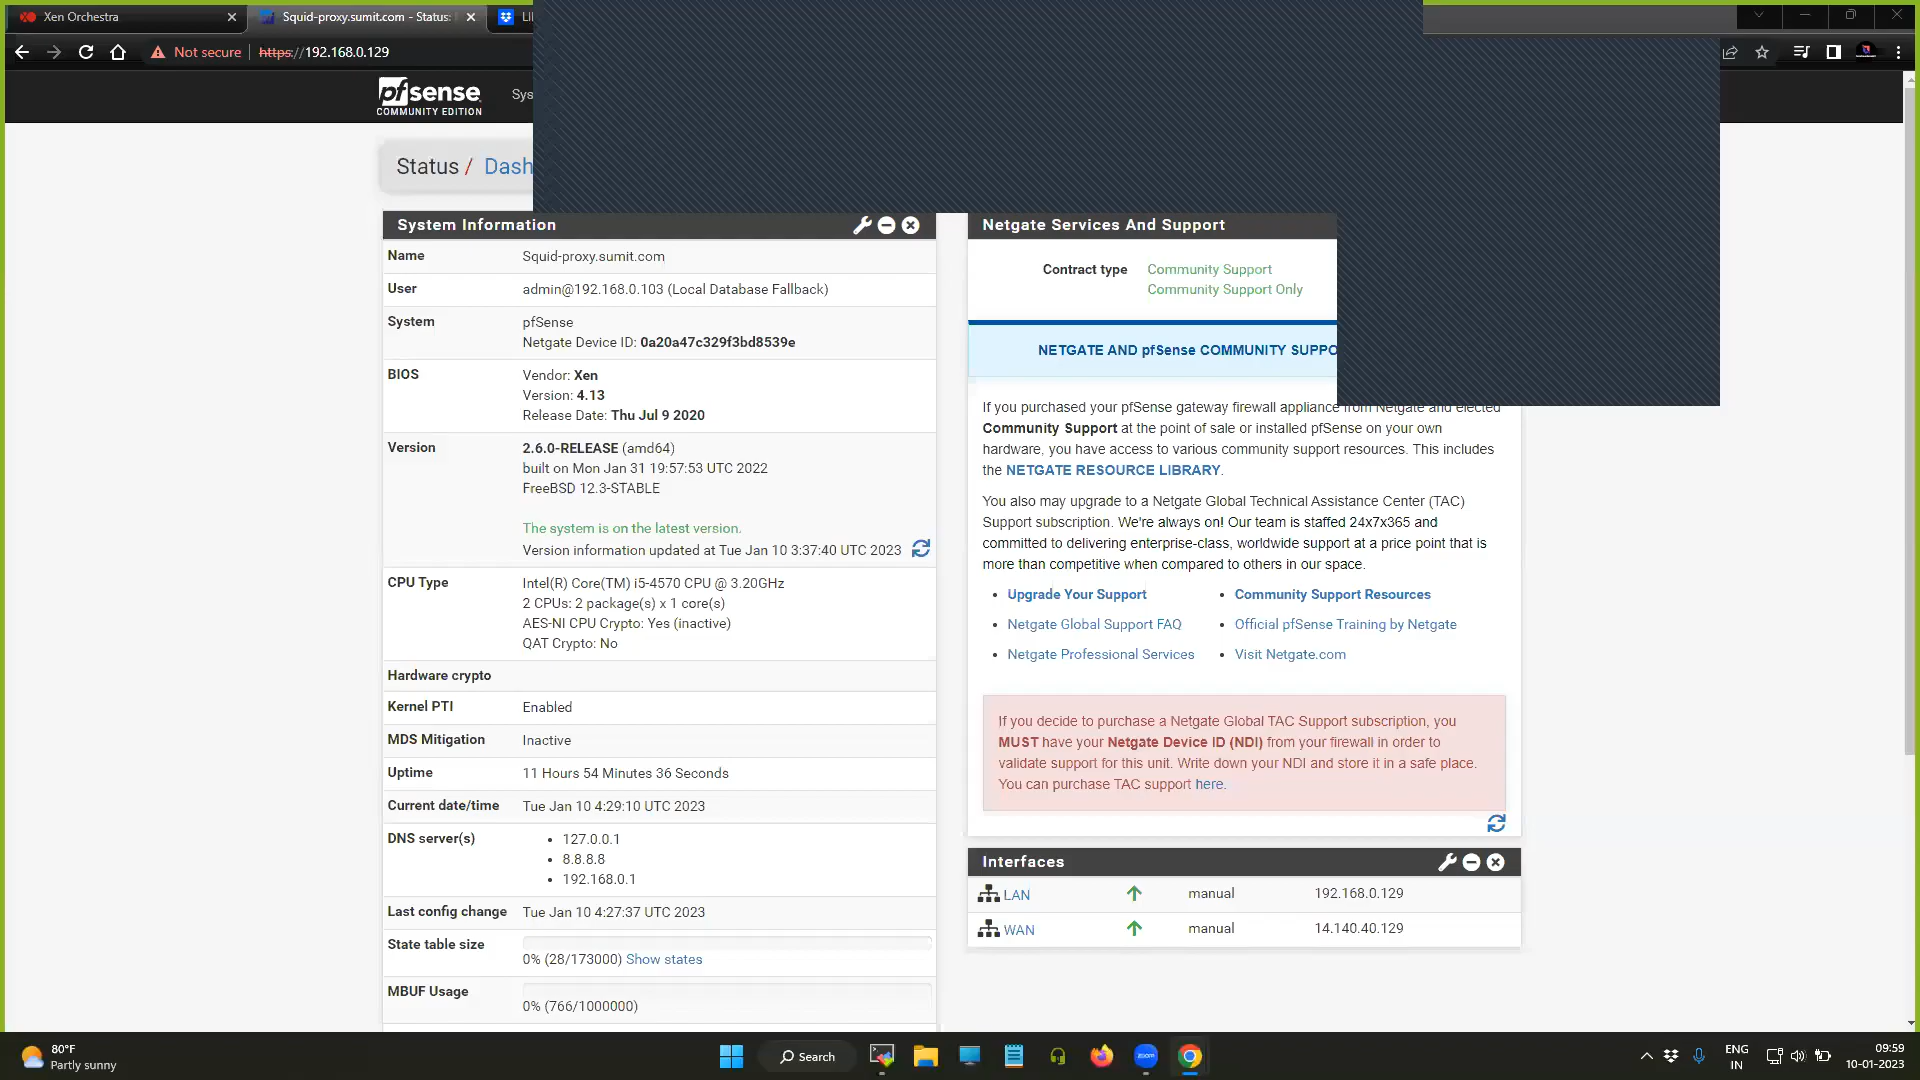 Xen Orchestra
Squid-proxy.sumit.com - Status:
Not secure
https://192.168.0.129
pfsense
COMMUNITY EDITION
Status / 
System Information
Name Squid-proxy.sumit.com
User admin@192.168.0.103 (Local Database Fallback)
System pfSense
Netgate Device ID: 0a20a47c329f3bd8539e
BIOS Vendor: Xen
Version: 4.13
Release Date: Thu Jul 9 2020
Version 2.6.0-RELEASE (amd64)
built on Mon Jan 31 19:57:53 UTC 2022
FreeBSD 12.3-STABLE
The system is on the latest version.
Version information updated at Tue Jan 10 3:37:40 UTC 2023
CPU Type Intel(R) Core(TM) i5-4570 CPU @ 3.20GHz
2 CPUs: 2 package(s) x 1 core(s)
AES-NI CPU Crypto: Yes (inactive)
QAT Crypto: No
Hardware crypto
Kernel PTI Enabled
MDS Mitigation Inactive
Uptime 11 Hours 54 Minutes 36 Seconds
Current date/time Tue Jan 10 4:29:10 UTC 2023
DNS server(s) • 127.0.0.1
• 8.8.8.8
• 192.168.0.1
Last config change Tue Jan 10 4:27:37 UTC 2023
State table size
0% (28/173000) Show states
MBUF Usage
0% (766/1000000)
Netgate Services And Support
Contract type Community Support
Community Support Only
NETGATE AND pfSense COMMUNITY
If you purchased your pfSense gateway firewall appliance from Netgate and elected
Community Support at the point of sale or installed pfSense on your own
hardware, you have access to various community support resources. This includes
the NETGATE RESOURCE LIBRARY.
You also may upgrade to a Netgate Global Technical Assistance Center (TAC)
Support subscription. We're always on! Our team is staffed 24x7x365 and
committed to delivering enterprise-class, worldwide support at a price point that is
more than competitive when compared to others in our space.
• Upgrade Your Support • Community Support Resources
• Netgate Global Support FAQ • Official pfSense Training by Netgate
• Netgate Professional Services • Visit Netgate.com
If you decide to purchase a Netgate Global TAC Support subscription, you
MUST have your Netgate Device ID (NDI) from your firewall in order to
validate support for this unit. Write down your NDI and store it in a safe place.
You can purchase TAC support here.
Interfaces
LAN manual 192.168.0.129
WAN manual 14.140.40.129
80°F
Partly sunny
Search
zoom
ENG
IN
09:59
10-01-2023